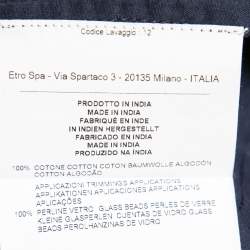 Codice Lavaggio : 12
Etro Spa - Via Spartaco 3 - 20135 Milano - ITALIA
PRODOTTO IN INDIA
MADE IN INDIA
FABRIQUÉ EN INDE
IN INDIEN HERGESTELLT
FABRICADO EN INDIA
MADE IN INDIA
PRODUZIDO NA ÍNDIA
100% COTONE COTTON COTON BAUMWOLLE ALGODÓN
COTTON ALGODÃO
APPLICAZIONI TRIMMINGS APPLICATIONS
APPLIKATIONEN APLICACIONES APPLICATIONS
APLICAÇÕES
100% PERLINE VETRO GLASS BEADS PERLES DE VERRE
KLEINE GLASPERLEN CUENTAS DE VIDRO GLASS
BEADS PEROLHANZINAS DE VIDRO